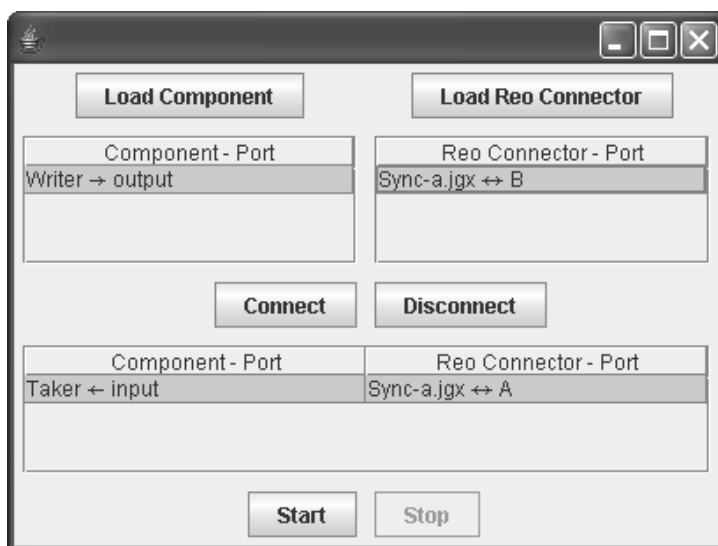 Load Component Load Reo Connector
Component - Port Reo Connector - Port
Writer → output Sync-a.jgx ↔ B
Connect Disconnect
Component - Port Reo Connector - Port
Taker ← input Sync-a.jgx ↔ A
Start Stop